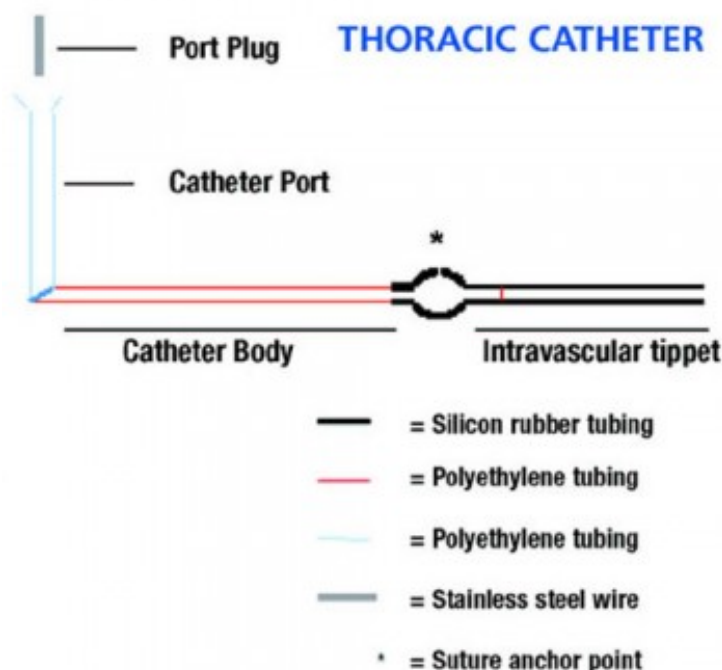 THORACIC CATHETER
Port Plug
Catheter Port
*
Catheter Body
Intravascular tippet
= Silicon rubber tubing
= Polyethylene tubing
= Polyethylene tubing
= Stainless steel wire
* = Suture anchor point